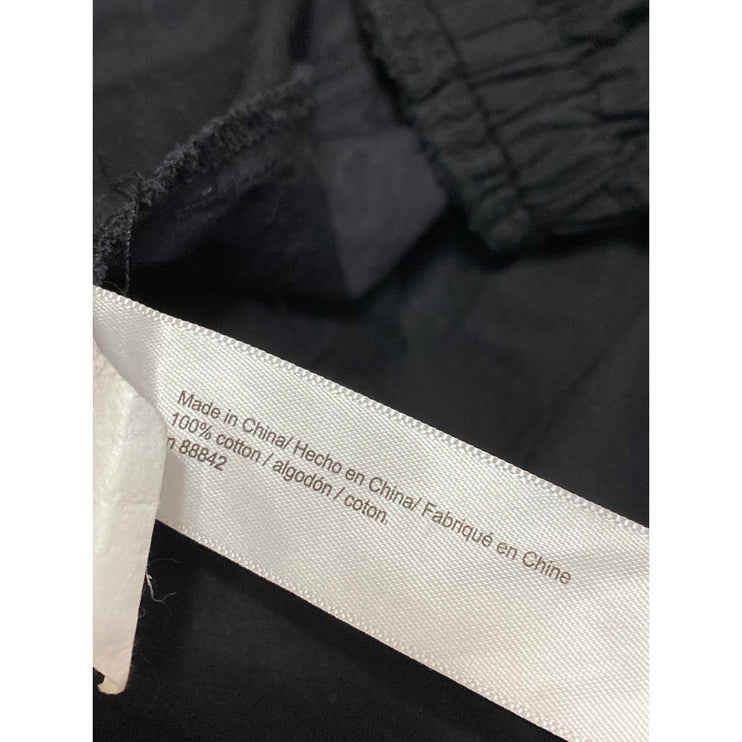 Made in China/ Hecho en China/ Fabriqué en Chine
100% cotton / algodón / coton
88842